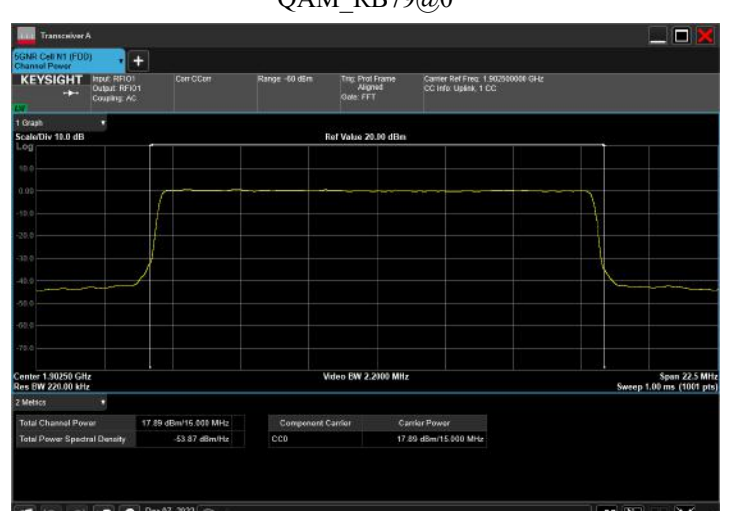 QAM_RB79@0
Transceiver A
5GNR Cell N1 (FDD)
Channel Power
KEYSIGHT
Input: RFIO1
Output: RFIO1
Coupling: AC
Corr CCorr
Range -60 dBm
Trig: Prot Frame
Aligned
Gate: FFT
Carrier Ref Freq: 1.902500000 GHz
CC Info: Uplink, 1 CC
1 Graph
Scale/Div 10.0 dB
Ref Value 20.00 dBm
Log
10.0
0.00
-10.0
-20.0
-30.0
-40.0
-50.0
-60.0
-70.0
Center 1.90250 GHz
Video BW 2.2000 MHz
Span 22.5 MHz
Res BW 220.00 kHz
Sweep 1.00 ms (1001 pts)
2 Metrics
Total Channel Power 17.89 dBm/15.000 MHz
Total Power Spectral Density -53.87 dBm/Hz
Component Carrier Carrier Power
CC0 17.89 dBm/15.000 MHz